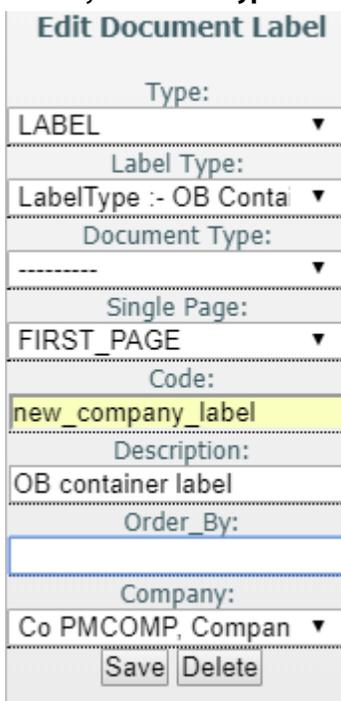 Edit Document Label
Type:
LABEL
Label Type:
LabelType :- OB Contai
Document Type:
---------
Single Page:
FIRST_PAGE
Code:
new_company_label
Description:
OB container label
Order_By:
Company:
Co PMCOMP, Compan
Save Delete